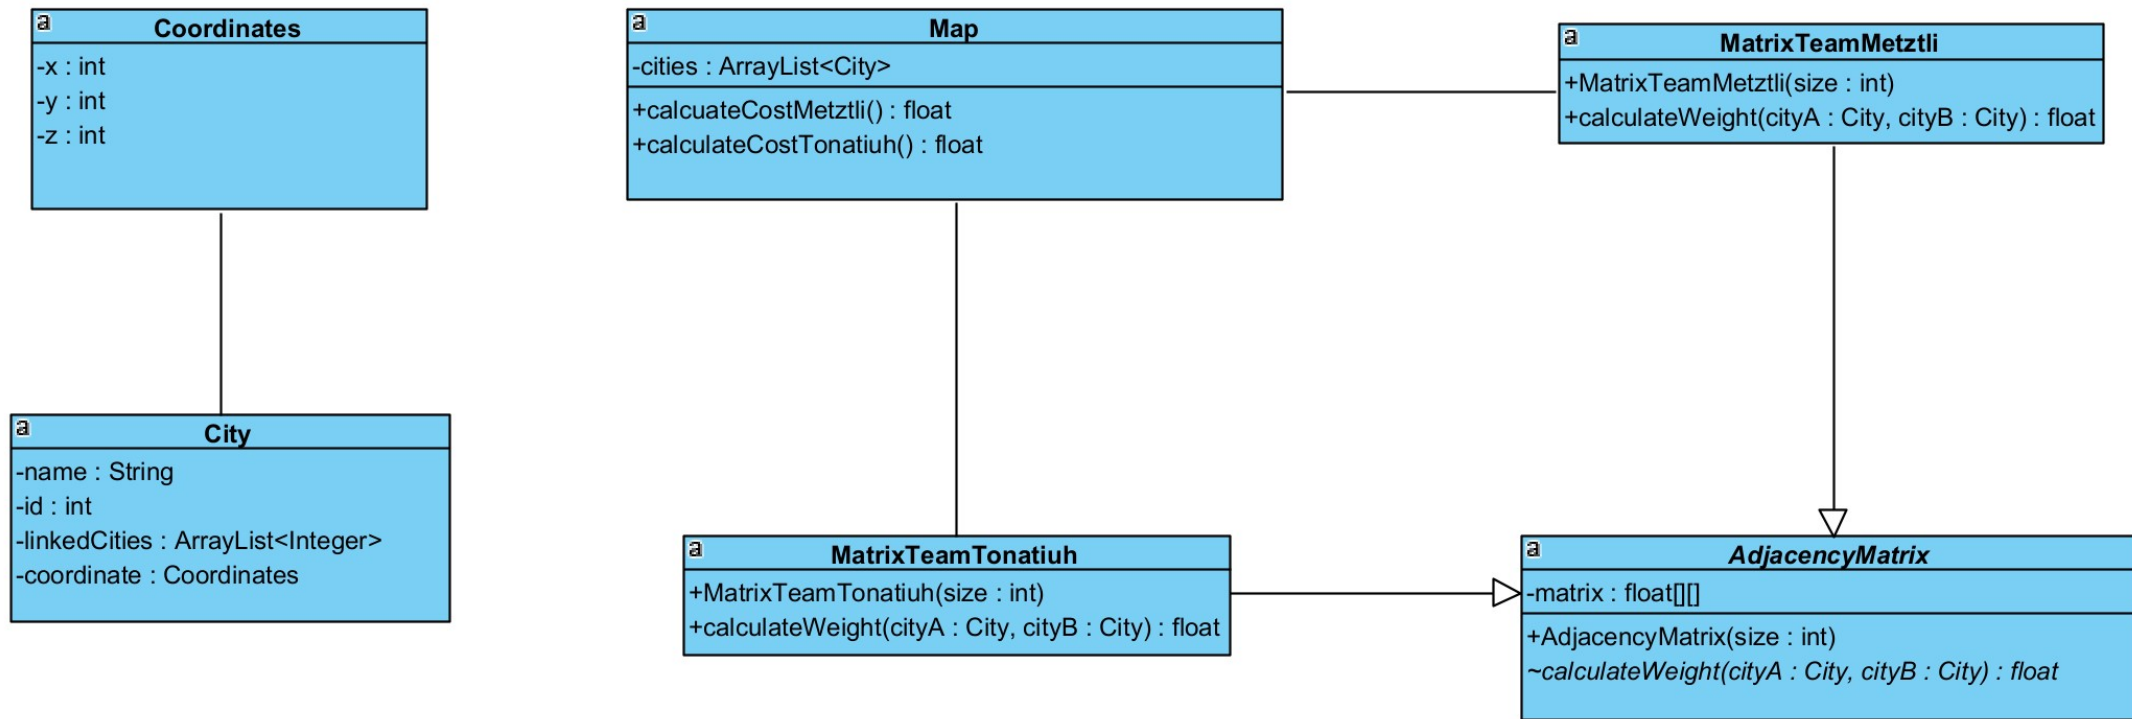 a
Coordinates
-x : int
-y : int
-z : int
a
Map
-cities : ArrayList<City>
+calcuateCostMetztli() : float
+calculateCostTonatiuh() : float
a
MatrixTeamMetztli
+MatrixTeamMetztli(size : int)
+calculateWeight(cityA : City, cityB : City) : float
a
City
-name : String
-id : int
-linkedCities : ArrayList<Integer>
-coordinate : Coordinates
a
MatrixTeamTonatiuh
+MatrixTeamTonatiuh(size : int)
+calculateWeight(cityA : City, cityB : City) : float
a
AdjacencyMatrix
-matrix : float[][]
+AdjacencyMatrix(size : int)
~calculateWeight(cityA : City, cityB : City) : float